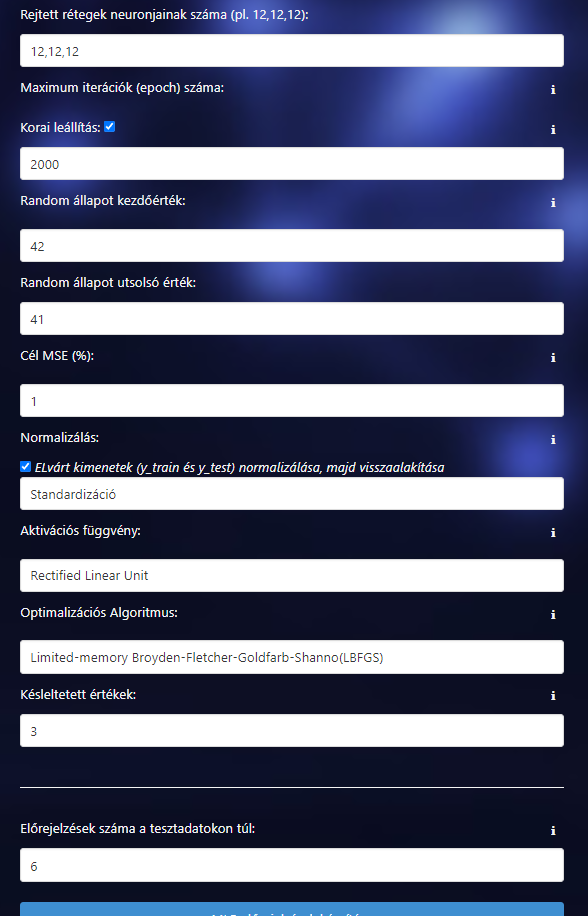 Rejtett rétegek neuronjainak száma (pl. 12,12,12):
12,12,12
Maximum iterációk (epoch) száma:
Korai leállítás:
2000
Random állapot kezdőérték:
42
Random állapot utsolsó érték:
41
Cél MSE (%):
1
Normalizálás:
ELvárt kimenetek (y_train és y_test) normalizálása, majd visszaalakítása
Standardizáció
Aktivációs függvény:
Rectified Linear Unit
Optimalizációs Algoritmus:
Limited-memory Broyden-Fletcher-Goldfarb-Shanno(LBFGS)
Késleltetett értékek:
3
Előrejelzések száma a tesztadatokon túl:
6